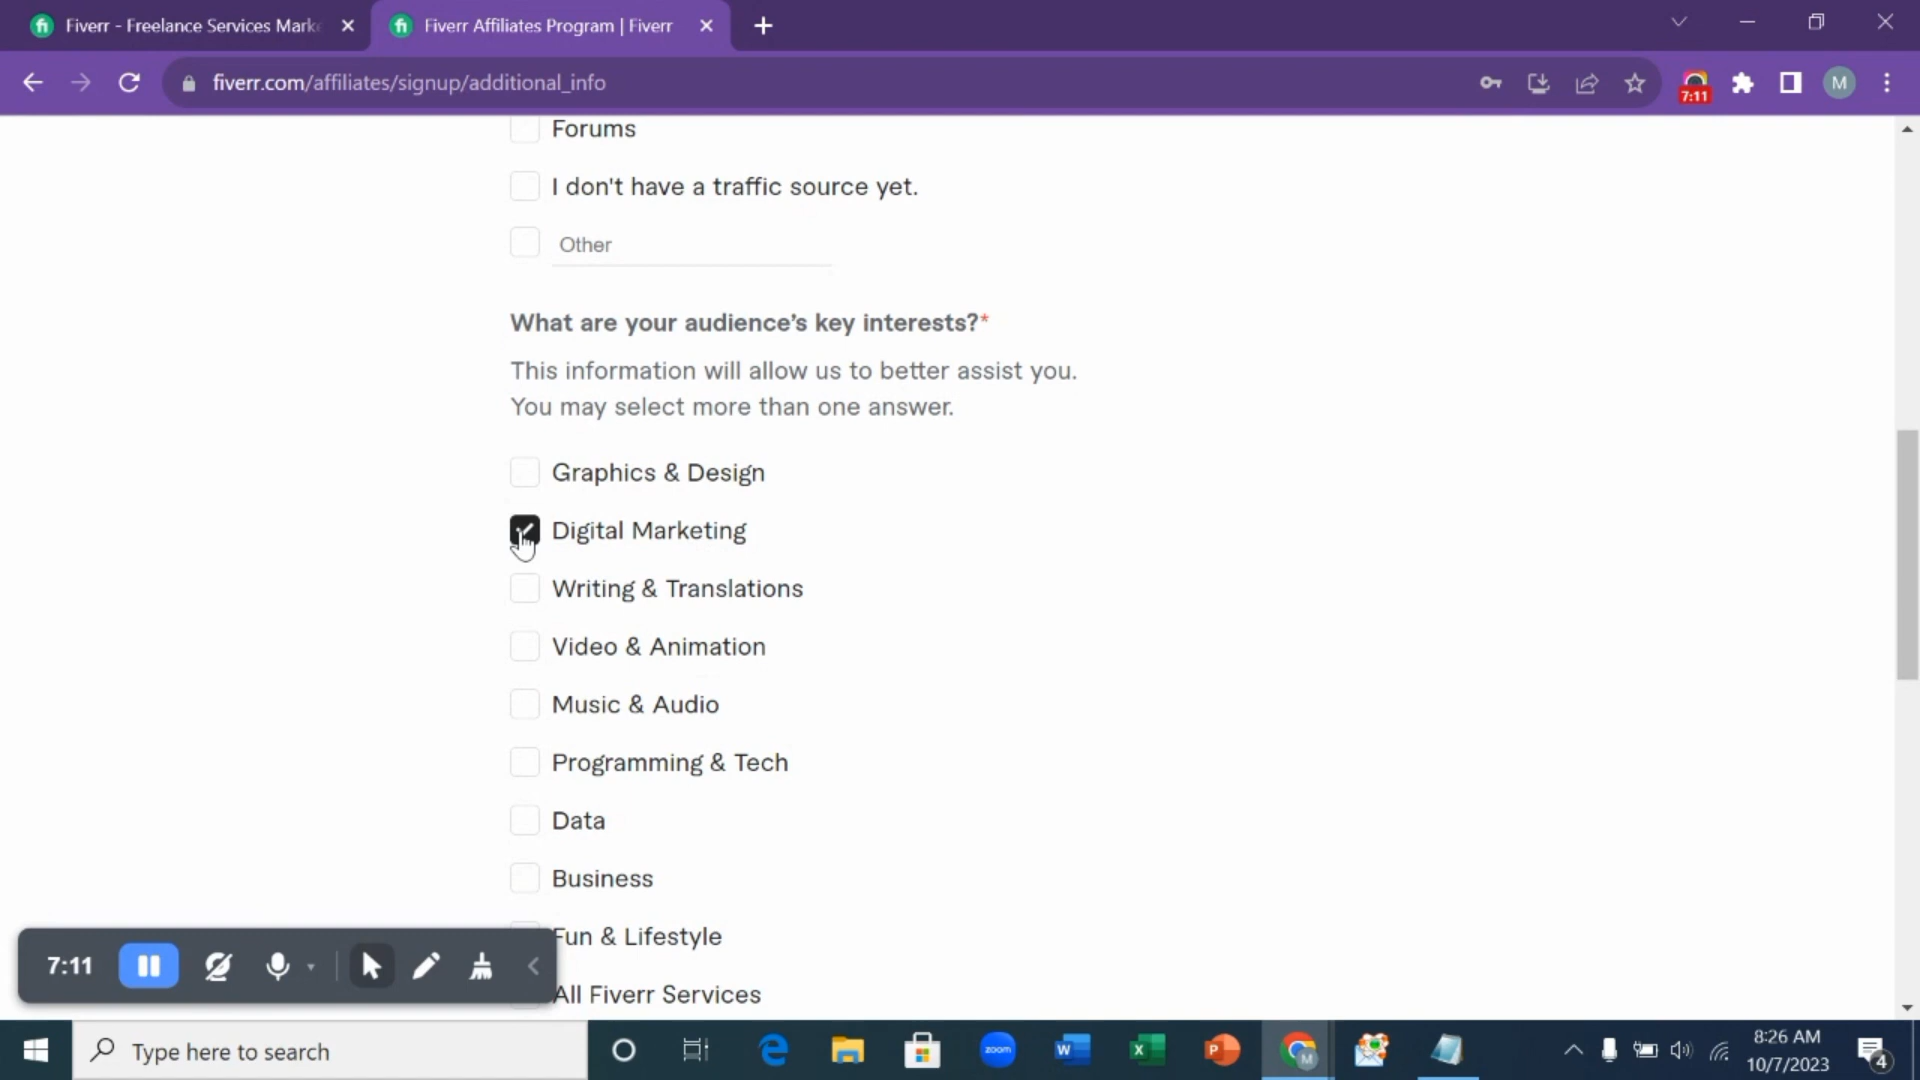 Fiverr - Freelance Services Mark
Fiverr Affiliates Program | Fiverr
fiverr.com/affiliates/signup/additional_info
7:11
M
Forums
I don't have a traffic source yet.
Other
What are your audience’s key interests?*
This information will allow us to better assist you.
You may select more than one answer.
Graphics & Design
Digital Marketing
Writing & Translations
Video & Animation
Music & Audio
Programming & Tech
Data
Business
Fun & Lifestyle
All Fiverr Services
7:11
Type here to search
zoom
W
X
P
M
8:26 AM
10/7/2023
4